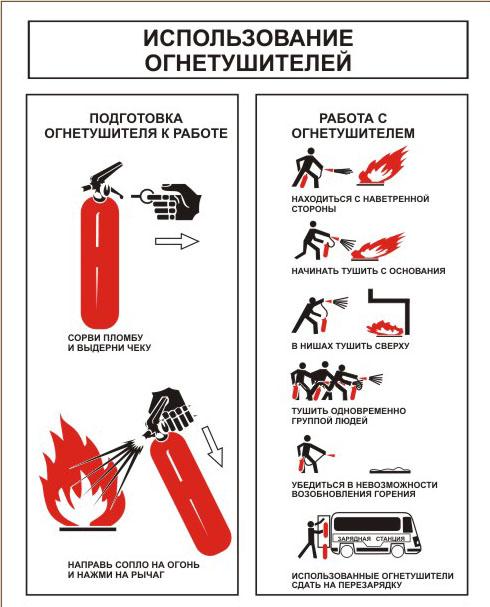 ИСПОЛЬЗОВАНИЕ
ОГНЕТУШИТЕЛЕЙ
ПОДГОТОВКА
ОГНЕТУШИТЕЛЯ К РАБОТЕ
СОРВИ ПЛОМБУ
И ВЫДЕРНИ ЧЕКУ
НАПРАВЬ СОПЛО НА ОГОНЬ
И НАЖМИ НА РЫЧАГ
РАБОТА С
ОГНЕТУШИТЕЛЕМ
НАХОДИТЬСЯ С НАВЕТРЕННОЙ
СТОРОНЫ
НАЧИНАТЬ ТУШИТЬ С ОСНОВАНИЯ
В НИШАХ ТУШИТЬ СВЕРХУ
ТУШИТЬ ОДНОВРЕМЕННО
ГРУППОЙ ЛЮДЕЙ
УБЕДИТЬСЯ В НЕВОЗМОЖНОСТИ
ВОЗОБНОВЛЕНИЯ ГОРЕНИЯ
ЗАРЯДНАЯ СТАНЦИЯ
ИСПОЛЬЗОВАННЫЕ ОГНЕТУШИТЕЛИ
СДАТЬ НА ПЕРЕЗАРЯДКУ